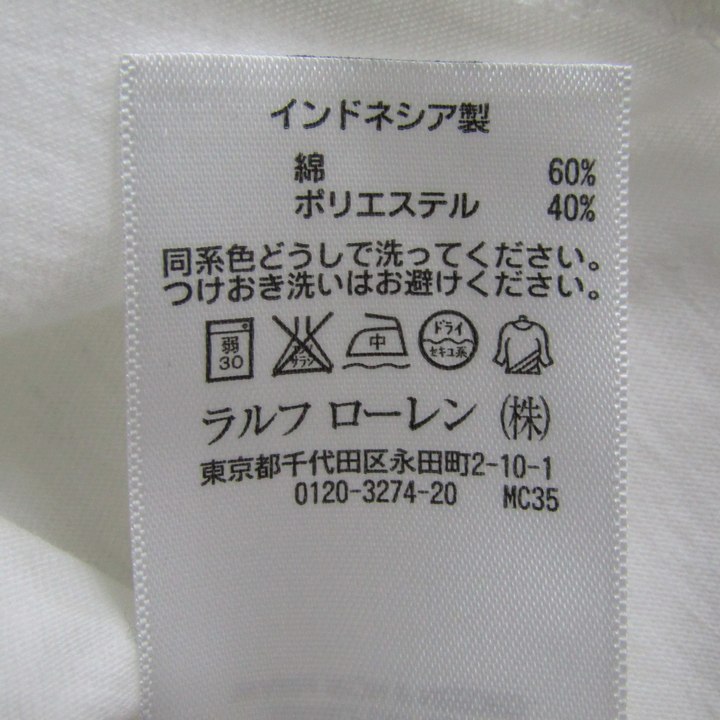 インドネシア製
綿 60%
ポリエステル 40%
同系色どうしで洗ってください。
つけおき洗いはお避けください。
弱 30 中 ドライ セキユ系
ラルフ ローレン (株)
東京都千代田区永田町2-10-1
0120-3274-20 MC35